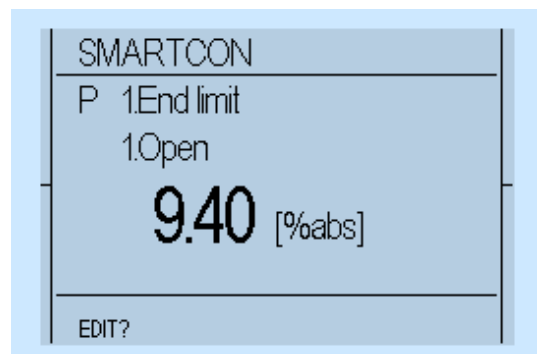 SMARTCON
P 1.End limit
1.Open
9.40 [%abs]
EDIT?